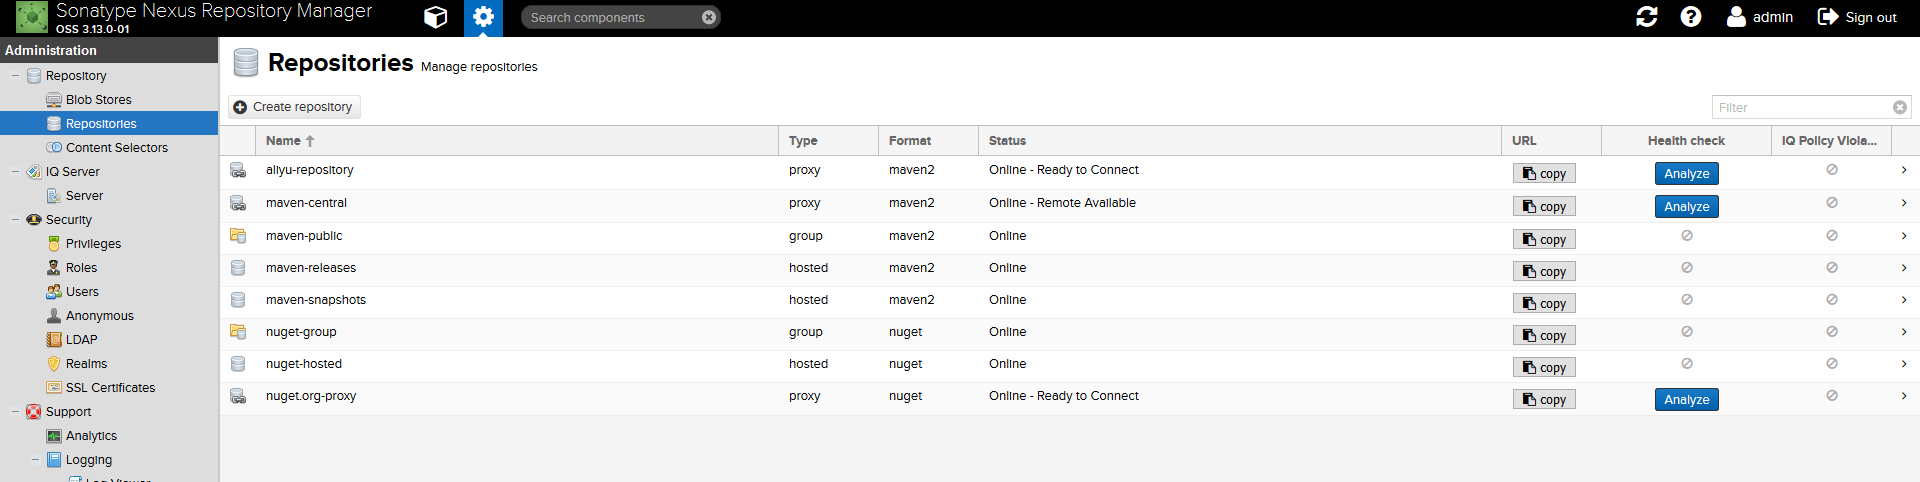 Sonatype Nexus Repository Manager
OSS 3.13.0-01
Search components
admin
Sign out
Administration
Repository
Blob Stores
Repositories
Content Selectors
IQ Server
Server
Security
Privileges
Roles
Users
Anonymous
LDAP
Realms
SSL Certificates
Support
Analytics
Logging
Log Viewer
Repositories Manage repositories
Create repository
Filter
Name Type Format Status URL Health check IQ Policy Viola...
allyu-repository proxy maven2 Online - Ready to Connect copy Analyze
maven-central proxy maven2 Online - Remote Available copy Analyze
maven-public group maven2 Online copy
maven-releases hosted maven2 Online copy
maven-snapshots hosted maven2 Online copy
nuget-group group nuget Online copy
nuget-hosted hosted nuget Online copy
nuget.org-proxy proxy nuget Online - Ready to Connect copy Analyze